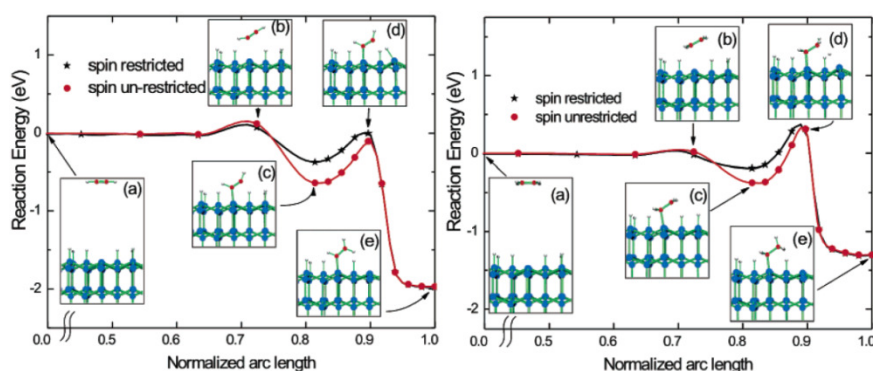 Reaction Energy (eV)
1
0
-1
-2
spin restricted
spin un-restricted
(b)
(d)
(a)
(c)
(e)
0.0
0.5
0.6
0.7
0.8
0.9
1.0
Normalized arc length
Reaction Energy (eV)
1
0
-1
-2
spin restricted
spin unrestricted
(b)
(d)
(a)
(c)
(e)
0.0
0.5
0.6
0.7
0.8
0.9
1.0
Normalized arc length